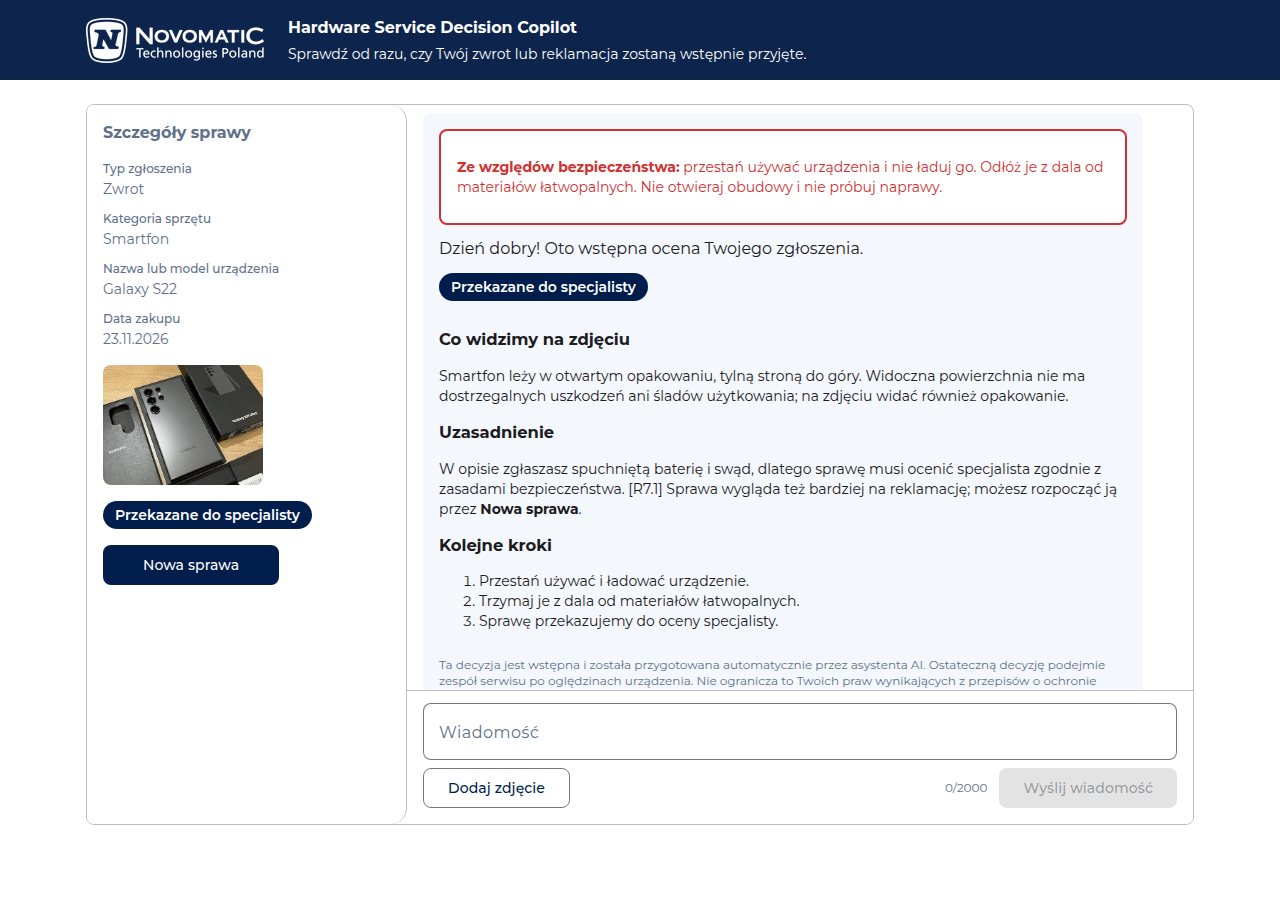 NOVOMATIC
Technologies Poland
Hardware Service Decision Copilot
Sprawdź od razu, czy Twój zwrot lub reklamacja zostaną wstępnie przyjęte.
Szczegóły sprawy
Typ zgłoszenia
Zwrot
Kategoria sprzętu
Smartfon
Nazwa lub model urządzenia
Galaxy S22
Data zakupu
23.11.2026
Przekazane do specjalisty
Nowa sprawa
Ze względów bezpieczeństwa: przestań używać urządzenia i nie ładuj go. Odłóż je z dala od
materiałów łatwopalnych. Nie otwieraj obudowy i nie próbuj naprawy.
Dzień dobry! Oto wstępna ocena Twojego zgłoszenia.
Przekazane do specjalisty
Co widzimy na zdjęciu
Smartfon leży w otwartym opakowaniu, tylną stroną do góry. Widoczna powierzchnia nie ma
dostrzegalnych uszkodzeń ani śladów użytkowania; na zdjęciu widać również opakowanie.
Uzasadnienie
W opisie zgłaszasz spuchniętą baterię i swąd, dlatego sprawę musi ocenić specjalista zgodnie z
zasadami bezpieczeństwa. [R7.1] Sprawa wygląda też bardziej na reklamację; możesz rozpocząć ją
przez Nowa sprawa.
Kolejne kroki
1. Przestań używać i ładować urządzenie.
2. Trzymaj je z dala od materiałów łatwopalnych.
3. Sprawę przekazujemy do oceny specjalisty.
Ta decyzja jest wstępna i została przygotowana automatycznie przez asystenta AI. Ostateczną decyzję podejmie
zespół serwisu po oględzinach urządzenia. Nie ogranicza to Twoich praw wynikających z przepisów o ochronie
Wiadomość
Dodaj zdjęcie
0/2000
Wyślij wiadomość